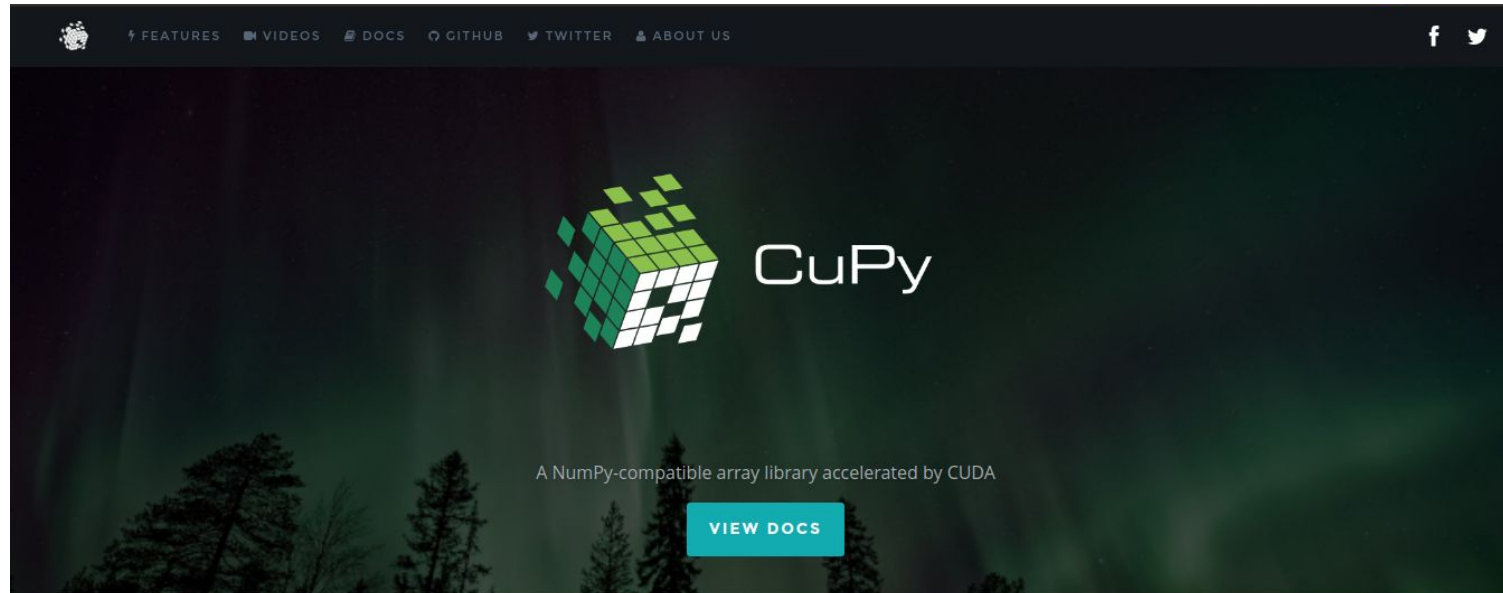 FEATURES VIDEOS DOCS GITHUB TWITTER ABOUT US
CuPy
A NumPy-compatible array library accelerated by CUDA
VIEW DOCS